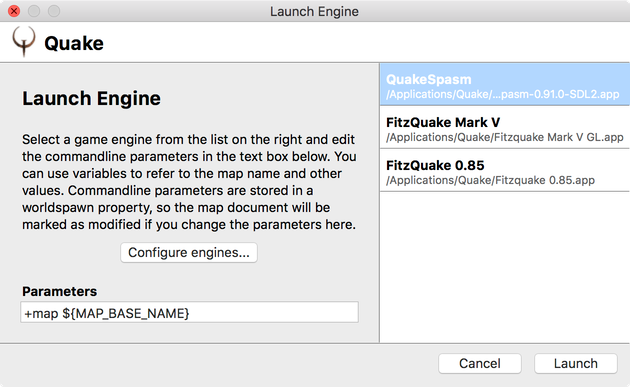 Launch Engine
Quake
Launch Engine
Select a game engine from the list on the right and edit
the commandline parameters in the text box below. You
can use variables to refer to the map name and other
values. Commandline parameters are stored in a
worldspawn property, so the map document will be
marked as modified if you change the parameters here.
Configure engines...
Parameters
+map ${MAP_BASE_NAME}
QuakeSpasm
/Applications/Quake/...pasm-0.91.0-SDL2.app
FitzQuake Mark V
/Applications/Quake/Fitzquake Mark V GL.app
FitzQuake 0.85
/Applications/Quake/Fitzquake 0.85.app
Cancel
Launch